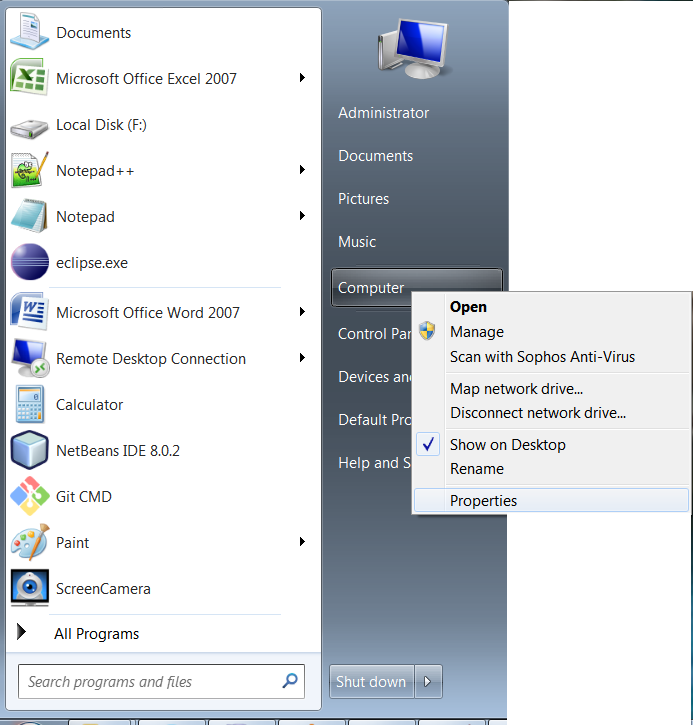 Documents
Microsoft Office Excel 2007
Local Disk (F:)
Notepad++
Notepad
eclipse.exe
Microsoft Office Word 2007
Remote Desktop Connection
Calculator
NetBeans IDE 8.0.2
Git CMD
Paint
ScreenCamera
All Programs
Search programs and files
Administrator
Documents
Pictures
Music
Computer
Control
Devices
Default
Help and
Shut down
Open
Manage
Scan with Sophos Anti-Virus
Map network drive...
Disconnect network drive...
Show on Desktop
Rename
Properties